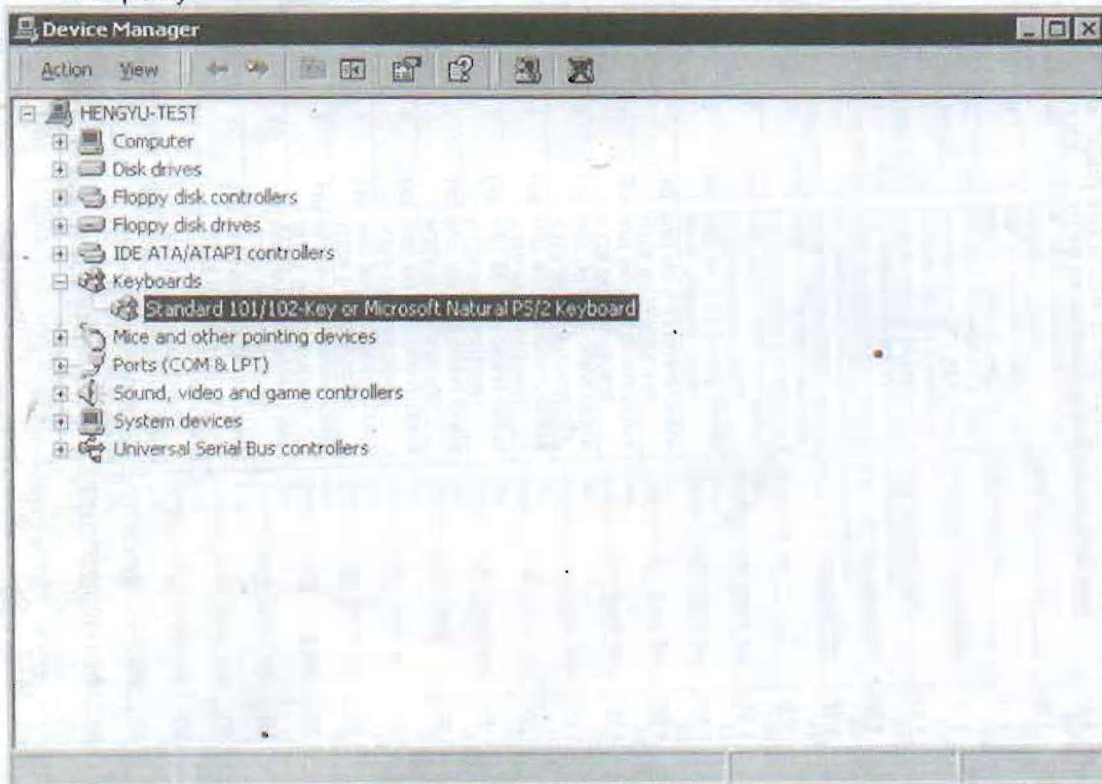 Device Manager
Action View
HENGYU-TEST
Computer
Disk drives
Floppy disk controllers
Floppy disk drives
IDE ATA/ATAPI controllers
Keyboards
Standard 101/102-Key or Microsoft Natural PS/2 Keyboard
Mice and other pointing devices
Ports (COM & LPT)
Sound, video and game controllers
System devices
Universal Serial Bus controllers